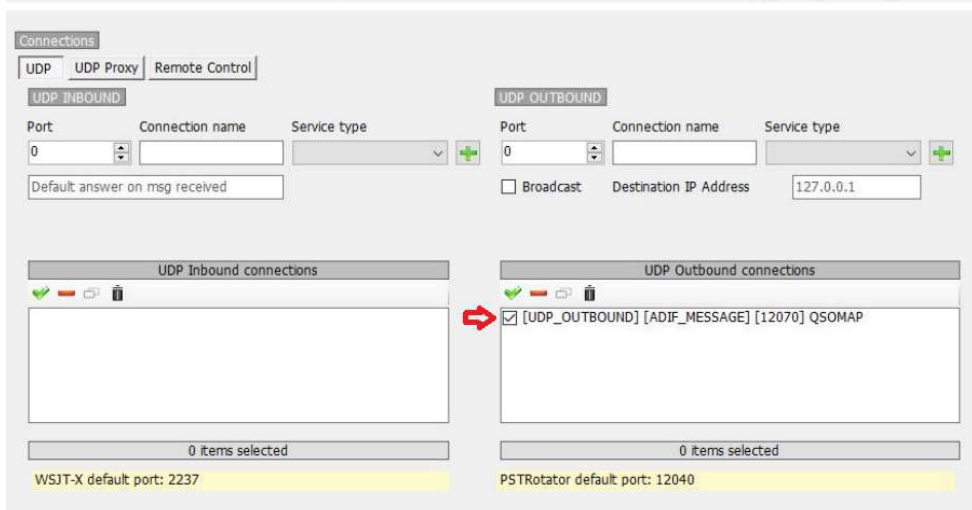 Connections
UDP UDP Proxy Remote Control
UDP INBOUND
Port Connection name Service type
0
Default answer on msg received
UDP OUTBOUND
Port Connection name Service type
0
Broadcast Destination IP Address 127.0.0.1
UDP Inbound connections
0 items selected
WSJT-X default port: 2237
UDP Outbound connections
[UDP_OUTBOUND] [ADIF_MESSAGE] [12070] QSOMAP
0 items selected
PSTRotator default port: 12040